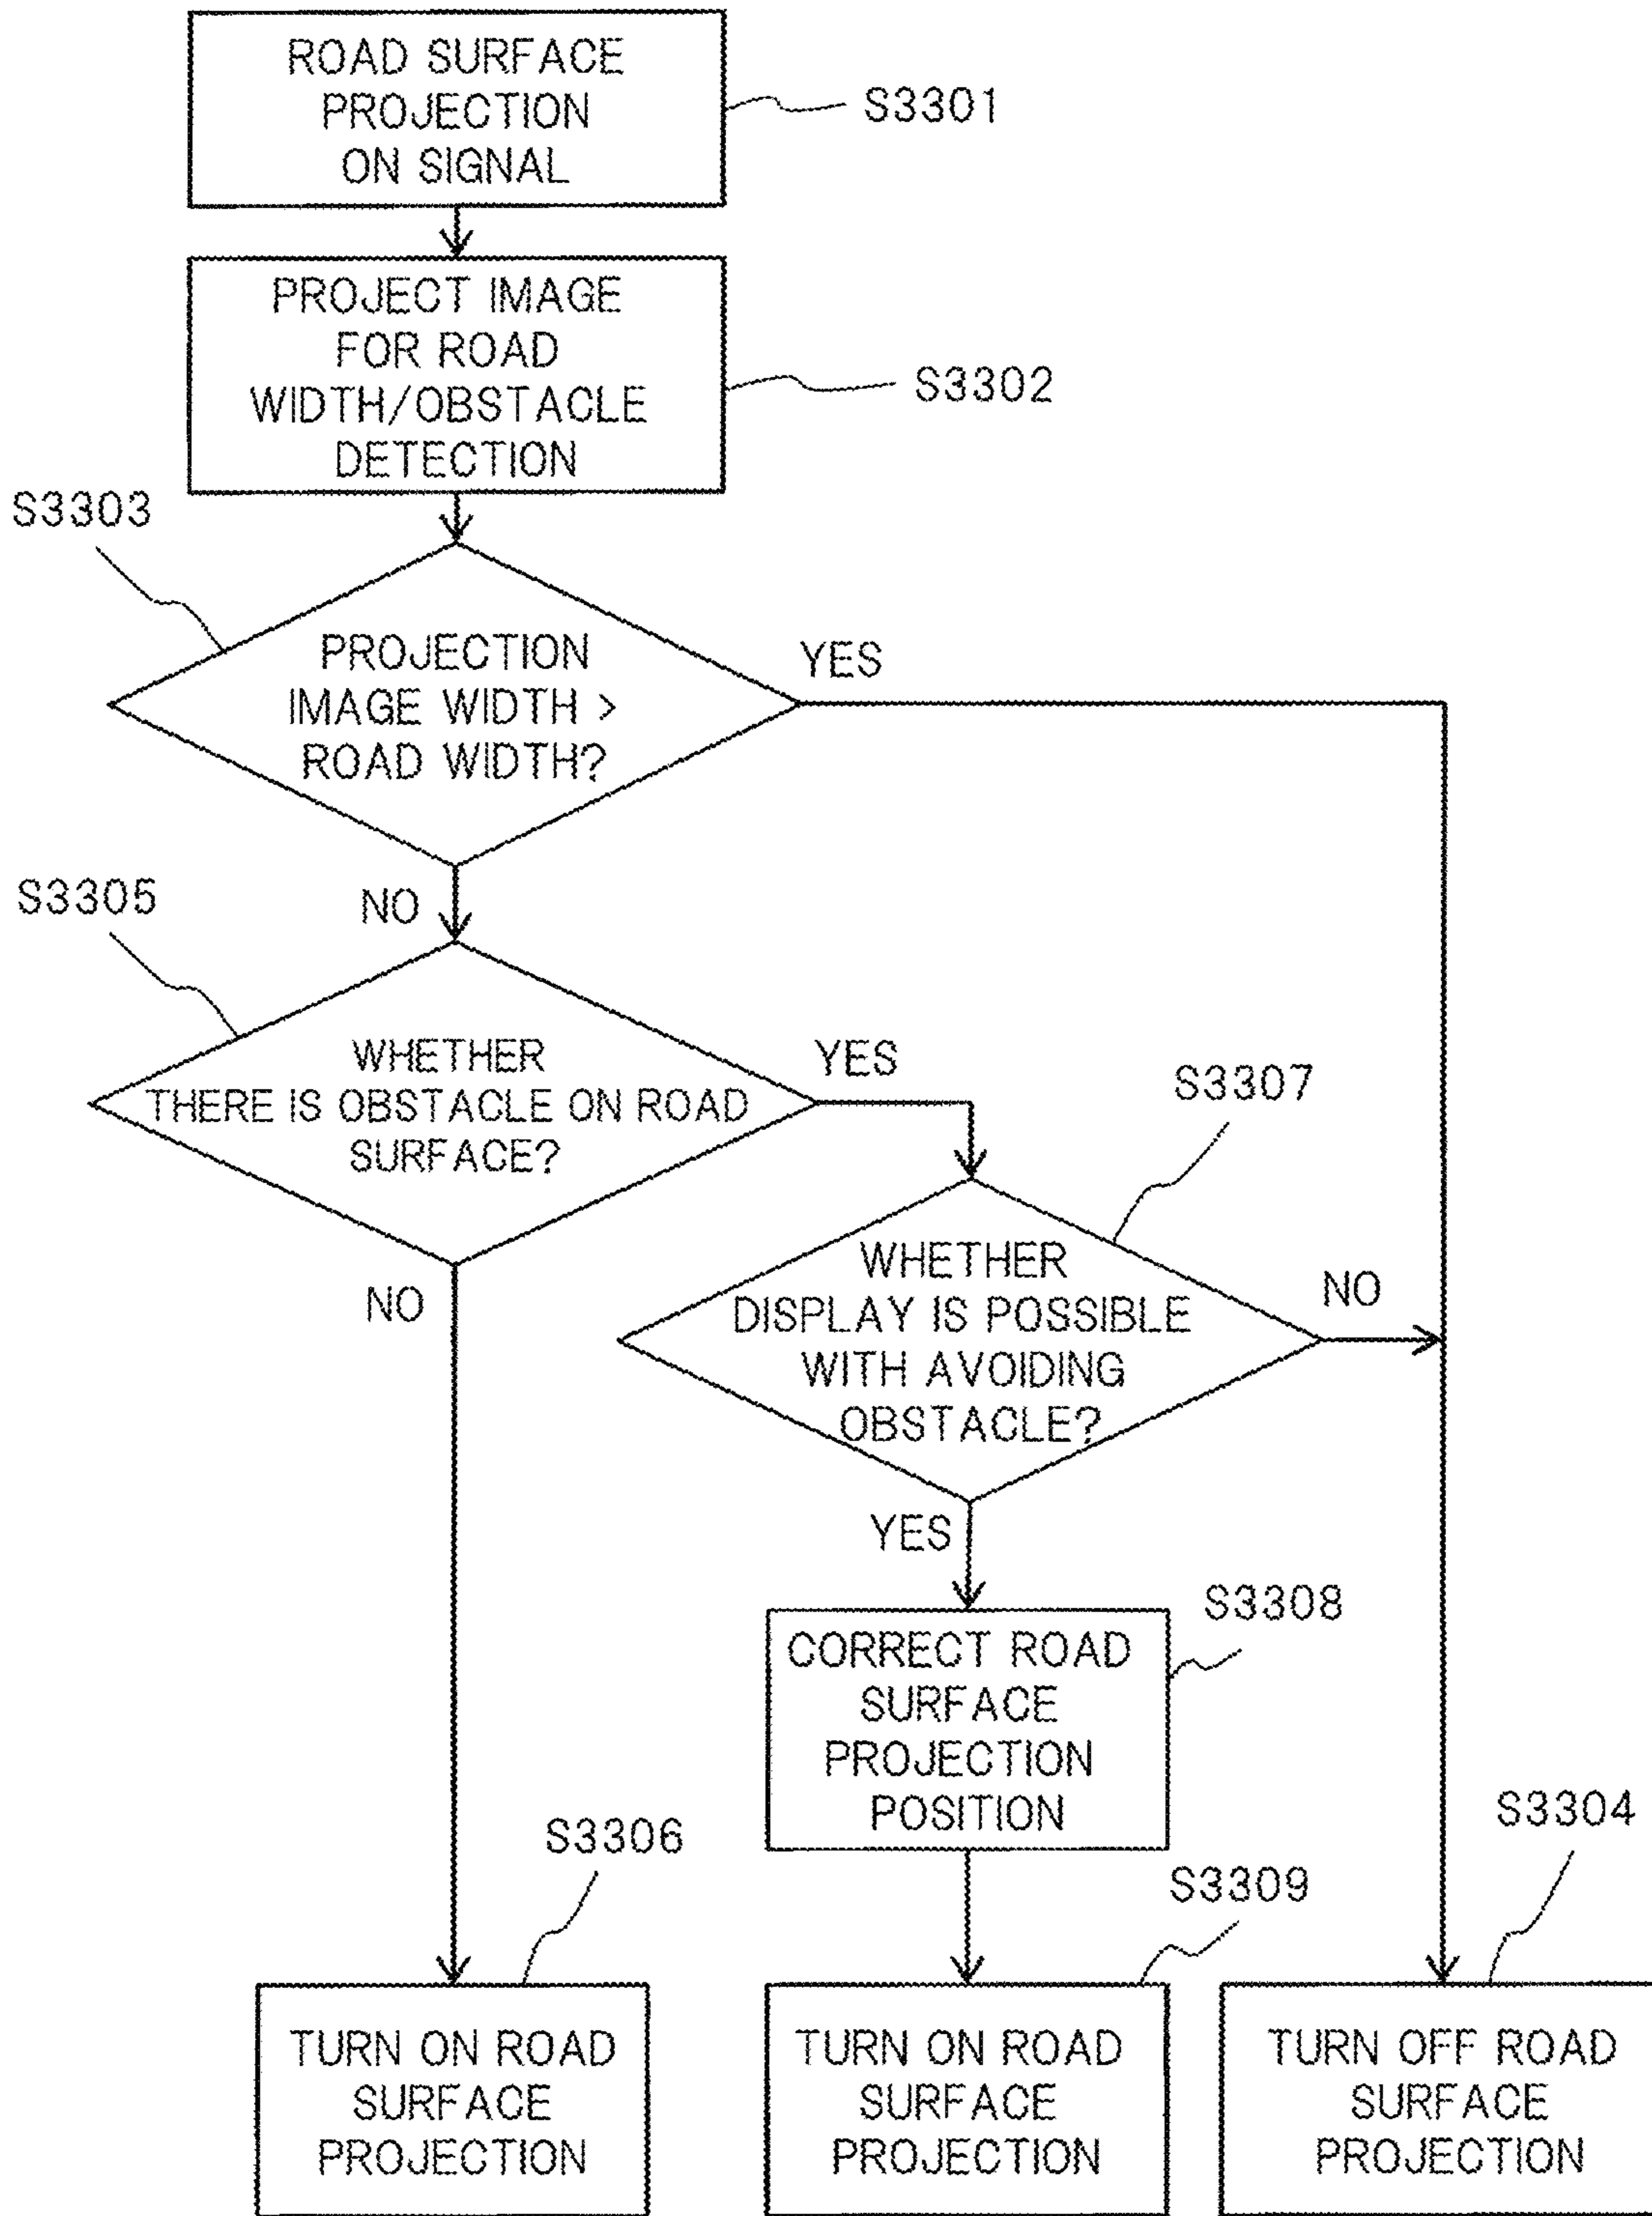 ROAD SURFACE
PROJECTION
ON SIGNAL
S3301
PROJECT IMAGE
FOR ROAD
WIDTH/OBSTACLE
DETECTION
S3302
S3303
PROJECTION
IMAGE WIDTH >
ROAD WIDTH?
YES
NO
S3305
WHETHER
THERE IS OBSTACLE ON ROAD
SURFACE?
YES
NO
S3307
WHETHER
DISPLAY IS POSSIBLE
WITH AVOIDING
OBSTACLE?
NO
YES
S3308
CORRECT ROAD
SURFACE
PROJECTION
POSITION
S3306
TURN ON ROAD
SURFACE
PROJECTION
S3309
TURN ON ROAD
SURFACE
PROJECTION
S3304
TURN OFF ROAD
SURFACE
PROJECTION